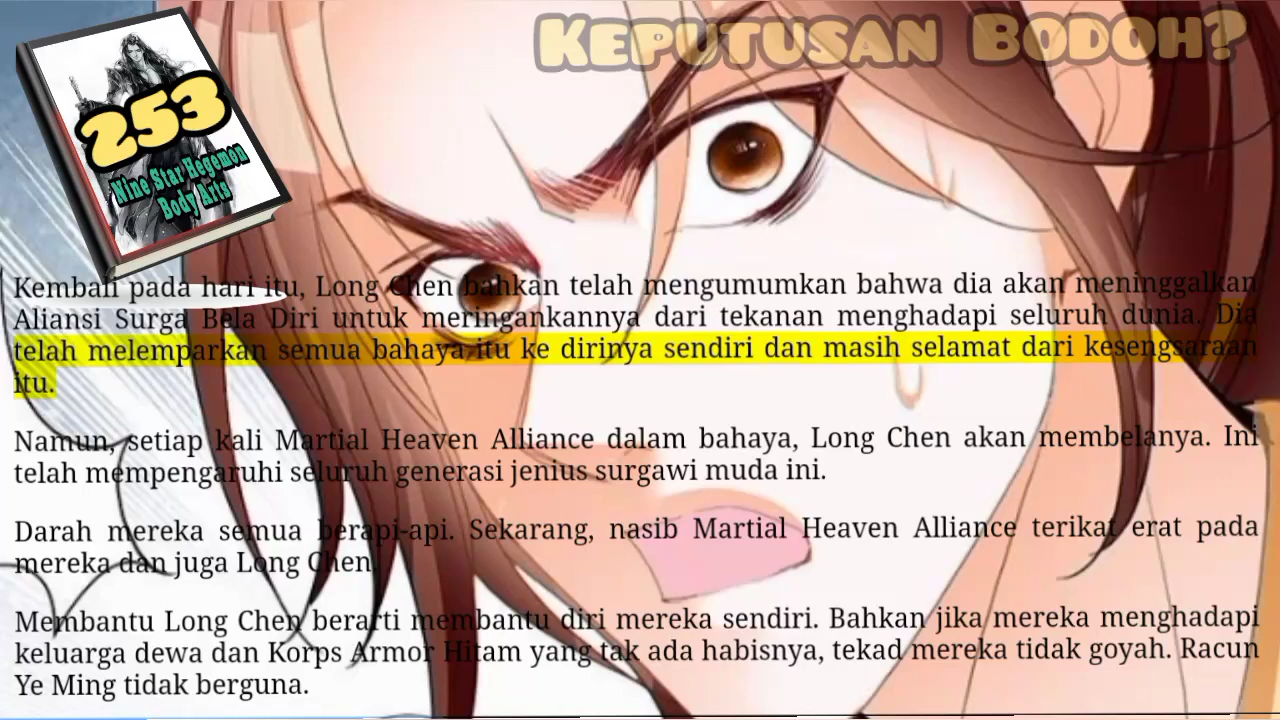 KEPUTUSAN BODOH?
253
Nine Star Hegemon
Body Arts
Kembali pada hari itu, Long Chen bahkan telah mengumumkan bahwa dia akan meninggalkan
Aliansi Surga Bela Diri untuk meringankannya dari tekanan menghadapi seluruh dunia. Dia
telah melemparkan semua bahaya itu ke dirinya sendiri dan masih selamat dari kesengsaraan
itu.
Namun, setiap kali Martial Heaven Alliance dalam bahaya, Long Chen akan membelanya. Ini
telah mempengaruhi seluruh generasi jenius surgawi muda ini.
Darah mereka semua berapi-api. Sekarang, nasib Martial Heaven Alliance terikat erat pada
mereka dan juga Long Chen.
Membantu Long Chen berarti membantu diri mereka sendiri. Bahkan jika mereka menghadapi
keluarga dewa dan Korps Armor Hitam yang tak ada habisnya, tekad mereka tidak goyah. Racun
Ye Ming tidak berguna.